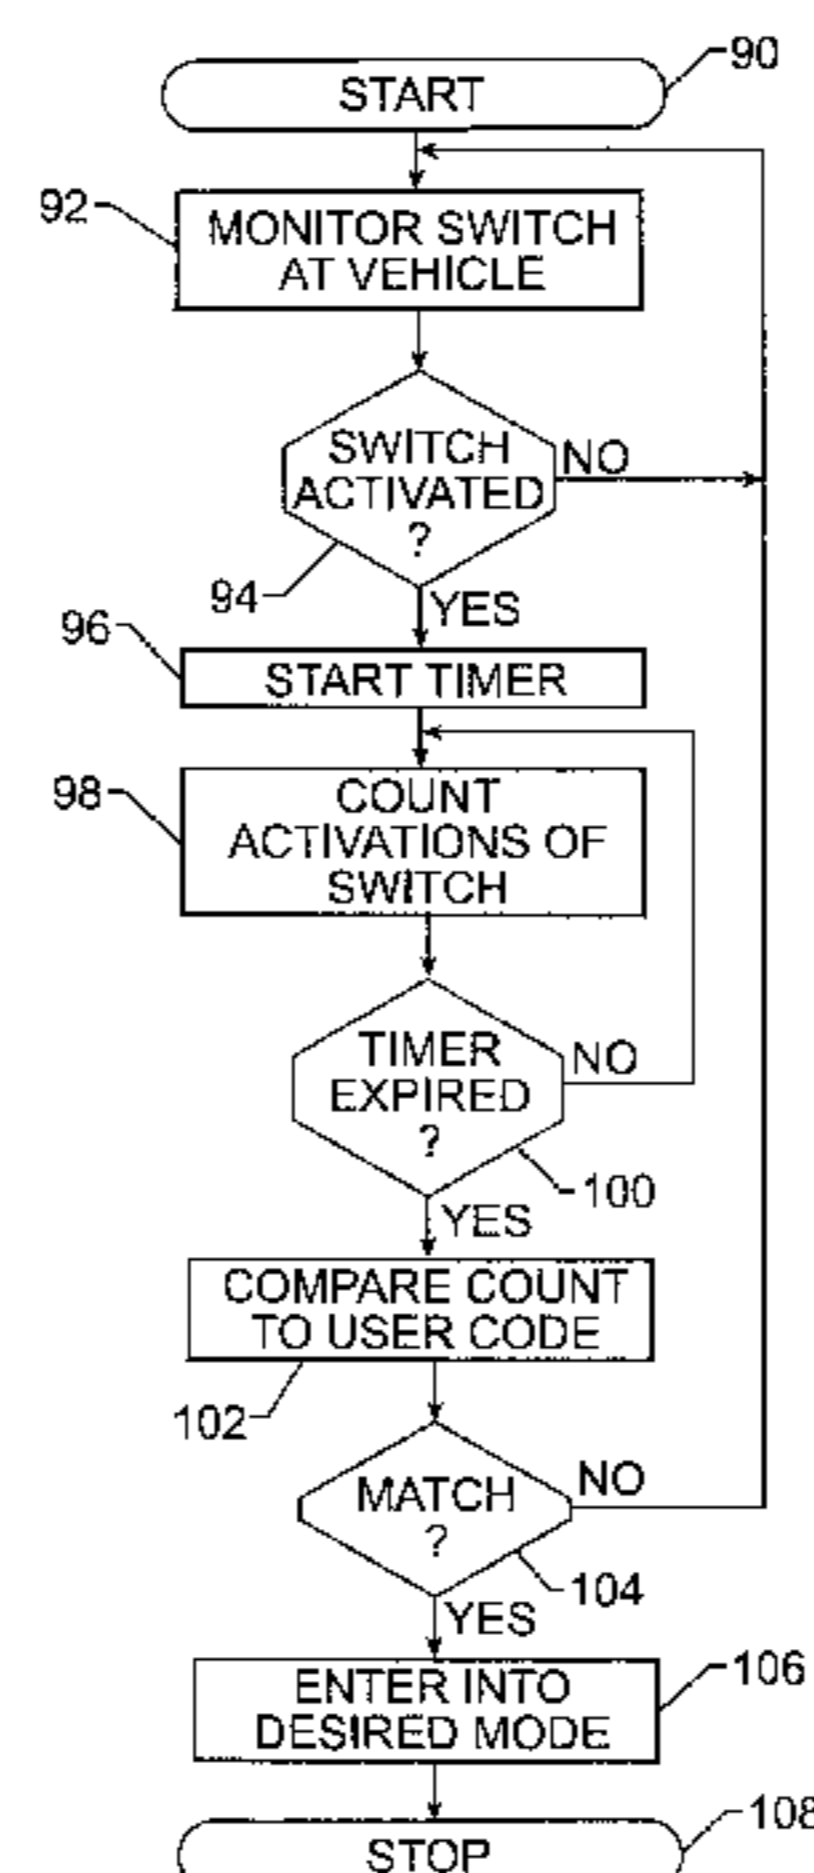 START
90
92
MONITOR SWITCH
AT VEHICLE
SWITCH
ACTIVATED
?
NO
94
YES
96
START TIMER
98
COUNT
ACTIVATIONS OF
SWITCH
TIMER
EXPIRED
?
NO
100
YES
COMPARE COUNT
TO USER CODE
102
MATCH
?
NO
104
YES
ENTER INTO
DESIRED MODE
106
STOP
108